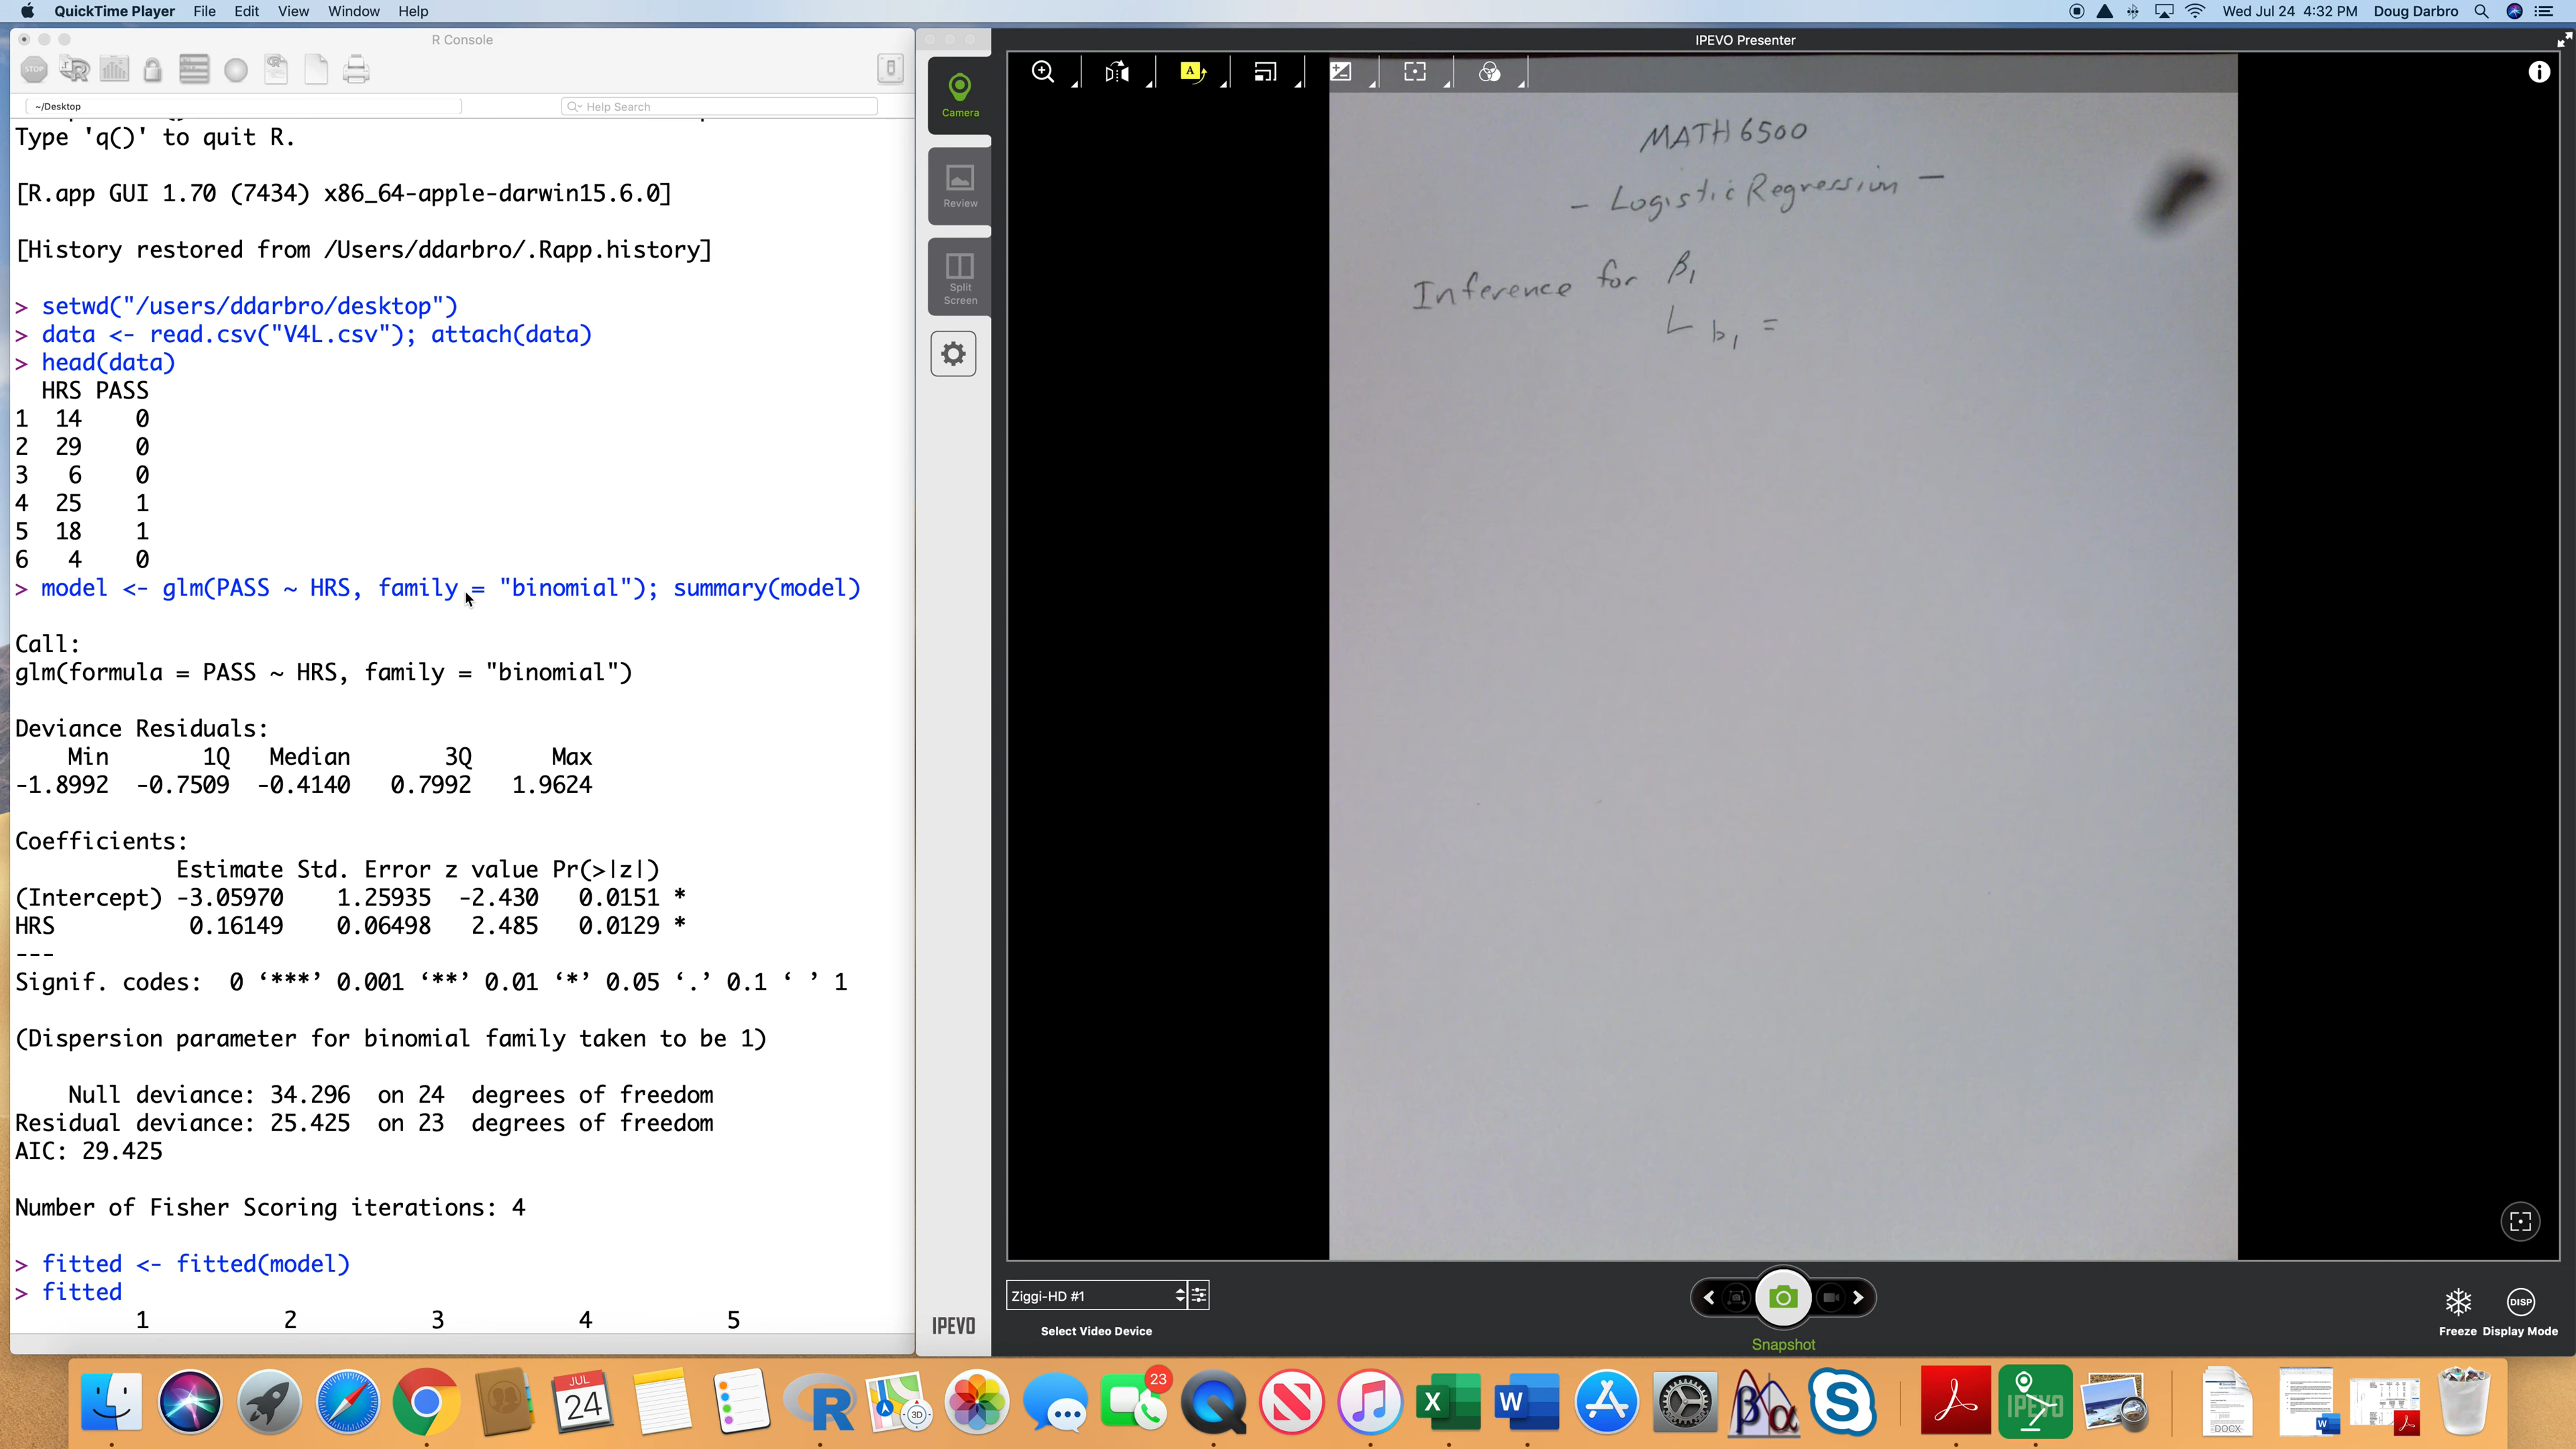 QuickTime Player File Edit View Window Help
Wed Jul 24 4:32 PM Doug Darbro
R Console
~/Desktop
Help Search
Type 'q()' to quit R.
[R.app GUI 1.70 (7434) x86_64-apple-darwin15.6.0]
[History restored from /Users/ddarbro/.Rapp.history]
> setwd("/users/ddarbro/desktop")
> data <- read.csv("V4L.csv"); attach(data)
> head(data)
HRS PASS
1 14 0
2 29 0
3 6 0
4 25 1
5 18 1
6 4 0
> model <- glm(PASS ~ HRS, family = "binomial"); summary(model)
Call:
glm(formula = PASS ~ HRS, family = "binomial")
Deviance Residuals:
Min 1Q Median 3Q Max
-1.8992 -0.7509 -0.4140 0.7992 1.9624
Coefficients:
Estimate Std. Error z value Pr(>|z|)
(Intercept) -3.05970 1.25935 -2.430 0.0151 *
HRS 0.16149 0.06498 2.485 0.0129 *
---
Signif. codes: 0 ‘***’ 0.001 ‘**’ 0.01 ‘*’ 0.05 ‘.’ 0.1 ‘ ’ 1
(Dispersion parameter for binomial family taken to be 1)
Null deviance: 34.296 on 24 degrees of freedom
Residual deviance: 25.425 on 23 degrees of freedom
AIC: 29.425
Number of Fisher Scoring iterations: 4
> fitted <- fitted(model)
> fitted
1 2 3 4 5
IPEVO Presenter
Camera
Review
Split
Screen
IPEVO
MATH 6500
- Logistic Regression -
Inference for β1
b1 =
Ziggi-HD #1
Select Video Device
Snapshot
Freeze
DISP
Display Mode
STOP
JUL
24
3D
23
X
W
IPEVO
DOCX